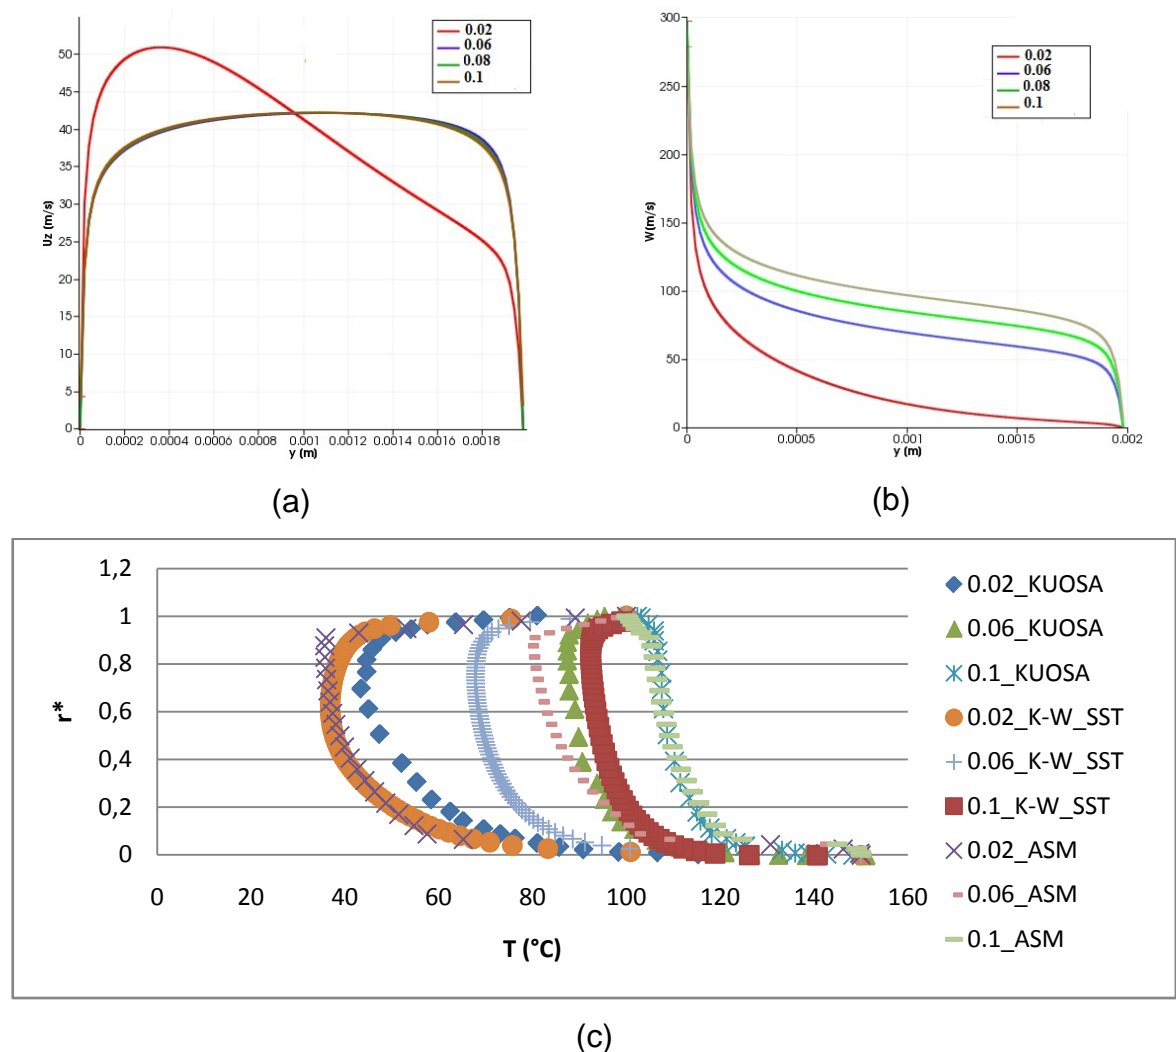 0.02
0.06
0.08
0.1
50
45
40
35
30
25
20
15
10
5
0
Uz (m/s)
0 0.0002 0.0004 0.0006 0.0008 0.001 0.0012 0.0014 0.0016 0.0018
y (m)
(a)
300
250
200
150
100
50
0
W(m/s)
0.02
0.06
0.08
0.1
0 0.0005 0.001 0.0015 0.002
y (m)
(b)
1,2
1
0,8
0,6
0,4
0,2
0
r*
0 20 40 60 80 100 120 140 160
T (°C)
0.02_KUOSA
0.06_KUOSA
0.1_KUOSA
0.02_K-W_SST
0.06_K-W_SST
0.1_K-W_SST
0.02_ASM
0.06_ASM
0.1_ASM
(c)